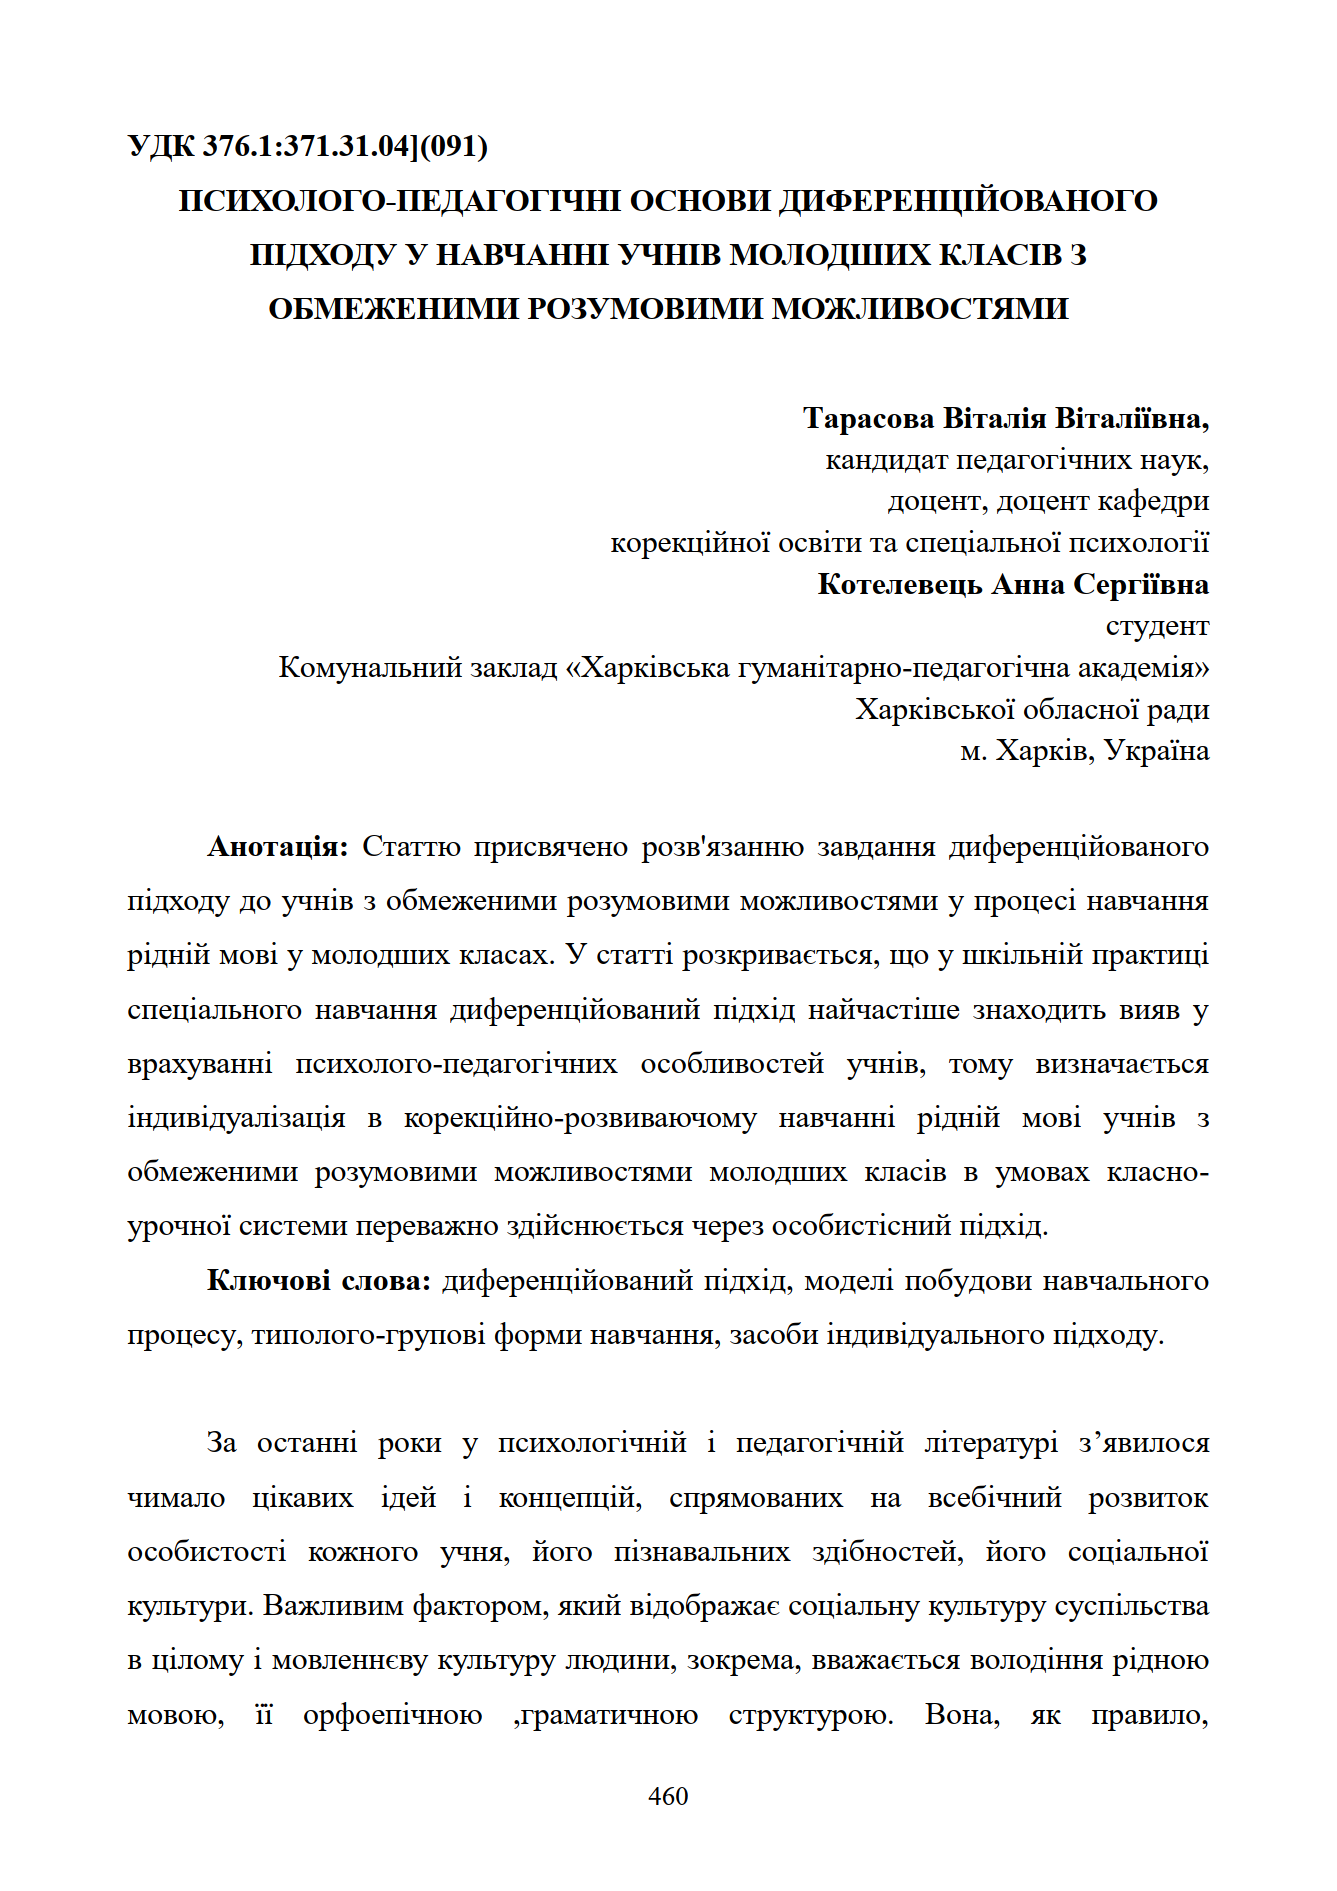 УДК 376.1:371.31.04](091)
ПСИХОЛОГО-ПЕДАГОГІЧНІ ОСНОВИ ДИФЕРЕНЦІЙОВАНОГО
ПІДХОДУ У НАВЧАННІ УЧНІВ МОЛОДШИХ КЛАСІВ З
ОБМЕЖЕНИМИ РОЗУМОВИМИ МОЖЛИВОСТЯМИ
Тарасова Віталія Віталіївна,
кандидат педагогічних наук,
доцент, доцент кафедри
корекційної освіти та спеціальної психології
Котелевець Анна Сергіївна
студент
Комунальний заклад «Харківська гуманітарно-педагогічна академія»
Харківської обласної ради
м. Харків, Україна
Анотація: Статтю присвячено розв'язанню завдання диференційованого
підходу до учнів з обмеженими розумовими можливостями у процесі навчання
рідній мові у молодших класах. У статті розкривається, що у шкільній практиці
спеціального навчання диференційований підхід найчастіше знаходить вияв у
врахуванні психолого-педагогічних особливостей учнів, тому визначається
індивідуалізація в корекційно-розвиваючому навчанні рідній мові учнів з
обмеженими розумовими можливостями молодших класів в умовах класно-
урочної системи переважно здійснюється через особистісний підхід.
Ключові слова: диференційований підхід, моделі побудови навчального
процесу, типолого-групові форми навчання, засоби індивідуального підходу.
За останні роки у психологічній і педагогічній літературі з’явилося
чимало цікавих ідей і концепцій, спрямованих на всебічний розвиток
особистості кожного учня, його пізнавальних здібностей, його соціальної
культури. Важливим фактором, який відображає соціальну культуру суспільства
в цілому і мовленнєву культуру людини, зокрема, вважається володіння рідною
мовою, її орфоепічною ,граматичною структурою. Вона, як правило,
460